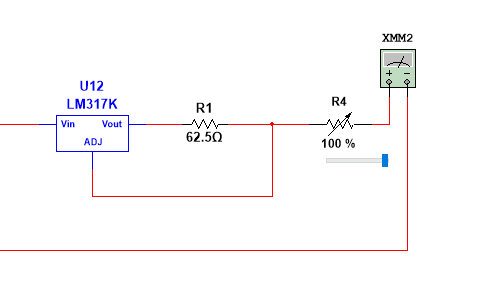 XMM2
U12
LM317K
Vin
Vout
ADJ
R1
62.5Ω
R4
100 %
+
−